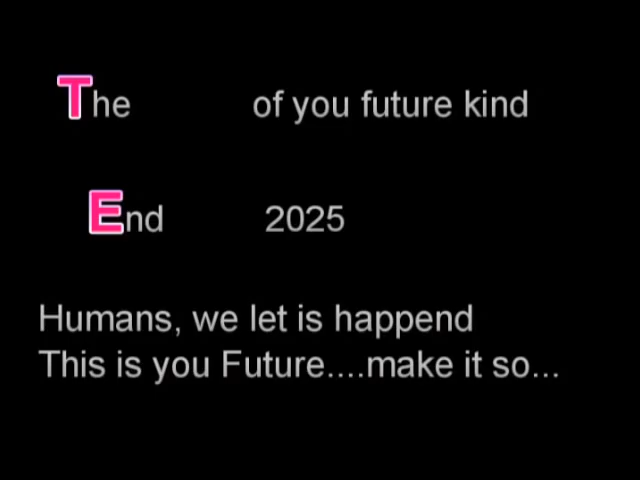 The of you future kind
End 2025
Humans, we let is happend
This is you Future....make it so...